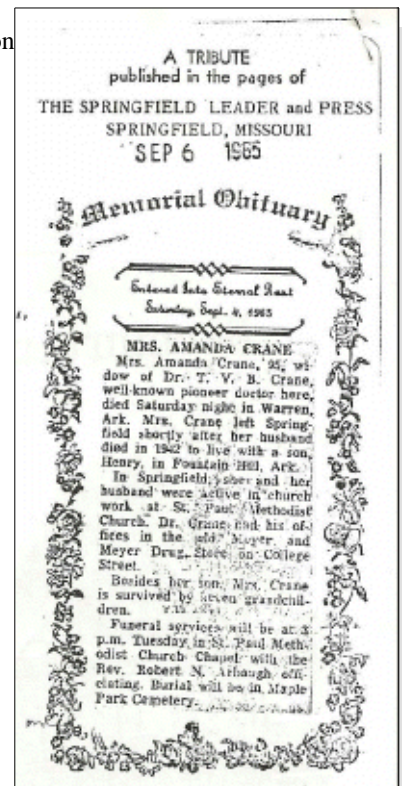 on
A TRIBUTE
published in the pages of
THE SPRINGFIELD LEADER and PRESS
SPRINGFIELD, MISSOURI
SEP 6 1965
Memorial Obituary
Entered Into Eternal Rest
Saturday, Sept. 4, 1965
MRS. AMANDA CRANE
Mrs. Amanda Crane, 95, wi-
dow of Dr. T. V. B. Crane,
well-known pioneer doctor here,
died Saturday night in Warren,
Ark. Mrs. Crane left Spring-
field shortly after her husband
died in 1942 to live with a son,
Henry, in Fountain Hill, Ark.
In Springfield, she and her
husband were active in church
work at St. Paul Methodist
Church. Dr. Crane had his of-
fices in the old Meyer and
Meyer Drug Store on College
Street.
Besides her son, Mrs. Crane
is survived by seven grandchil-
dren.
Funeral services will be at
p.m. Tuesday in St. Paul Meth-
odist Church Chapel with the
Rev. Robert N. Arbaugh offi-
ciating. Burial will be in Maple
Park Cemetery.